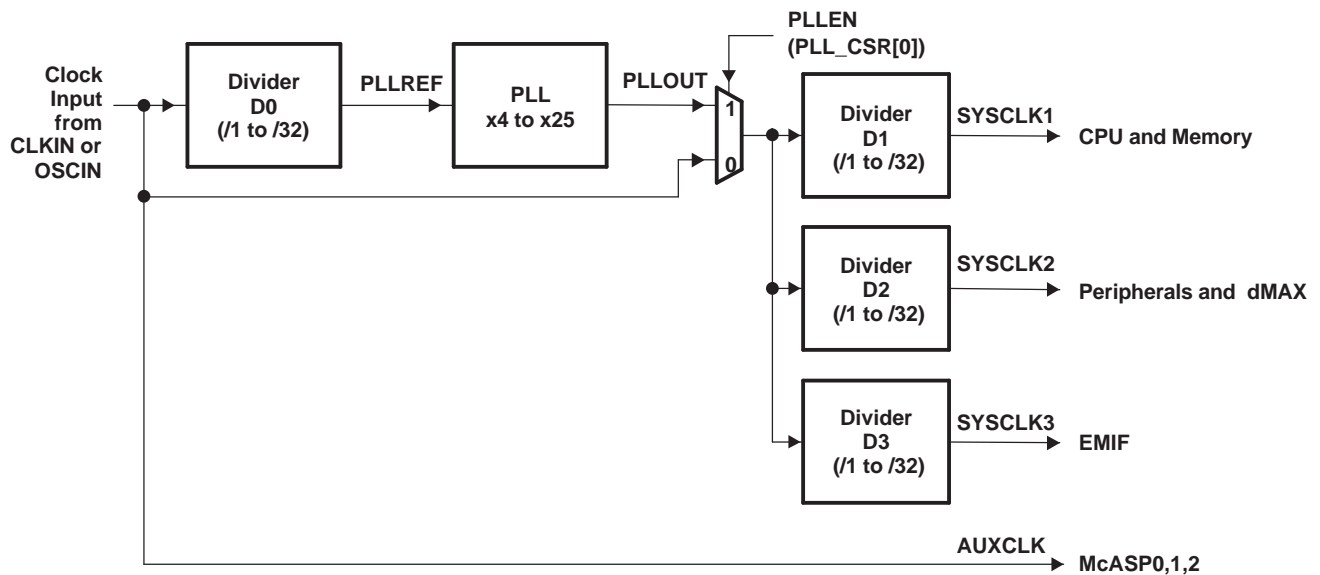 PLLEN
(PLL_CSR[0])
Clock
Input
from
CLKIN or
OSCIN
Divider
D0
(/1 to /32)
PLLREF
PLL
x4 to x25
PLLOUT
1
0
Divider
D1
(/1 to /32)
SYSCLK1
CPU and Memory
Divider
D2
(/1 to /32)
SYSCLK2
Peripherals and dMAX
Divider
D3
(/1 to /32)
SYSCLK3
EMIF
AUXCLK
McASP0,1,2